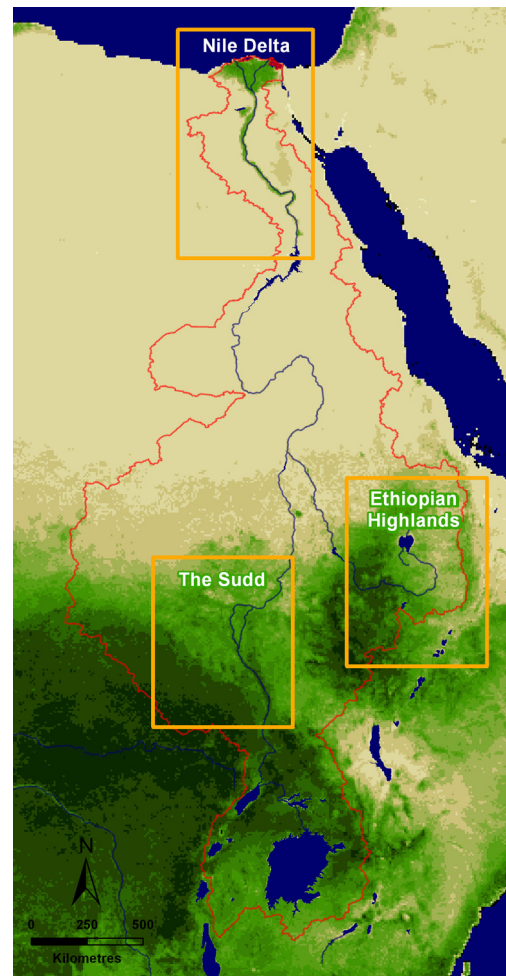 Nile Delta
Ethiopian
Highlands
The Sudd
N
0 250 500
Kilometres